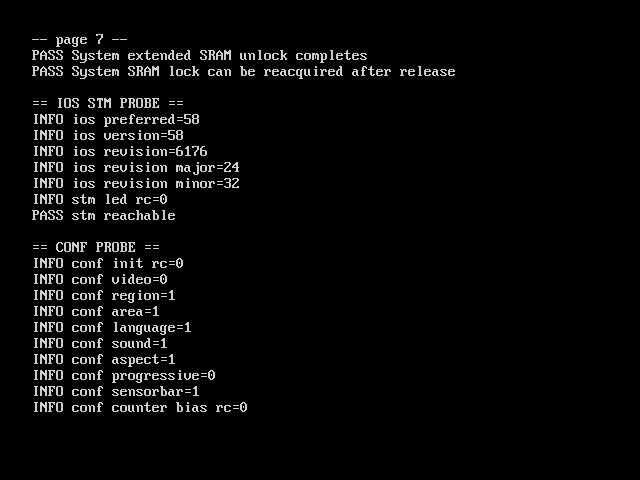 -- page 7 --
PASS System extended SRAM unlock completes
PASS System SRAM lock can be reacquired after release
== IOS STM PROBE ==
INFO ios preferred=58
INFO ios version=58
INFO ios revision=6176
INFO ios revision major=24
INFO ios revision minor=32
INFO stm led rc=0
PASS stm reachable
== CONF PROBE ==
INFO conf init rc=0
INFO conf video=0
INFO conf region=1
INFO conf area=1
INFO conf language=1
INFO conf sound=1
INFO conf aspect=1
INFO conf progressive=0
INFO conf sensorbar=1
INFO conf counter bias rc=0